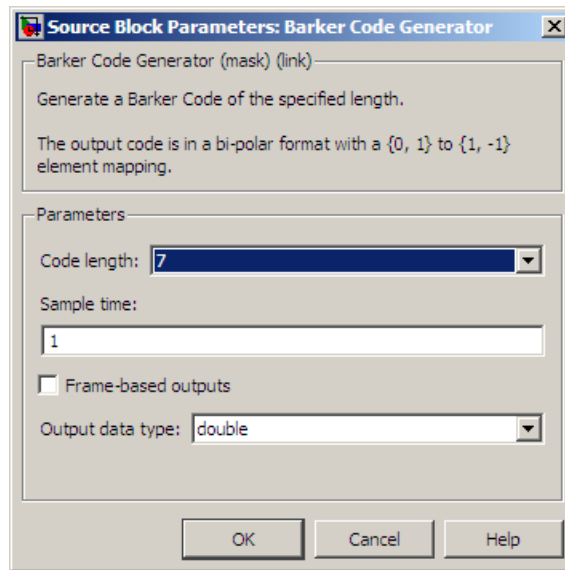 Source Block Parameters: Barker Code Generator
Barker Code Generator (mask) (link)
Generate a Barker Code of the specified length.
The output code is in a bi-polar format with a {0, 1} to {1, -1}
element mapping.
Parameters
Code length: 7
Sample time:
1
Frame-based outputs
Output data type: double
OK Cancel Help